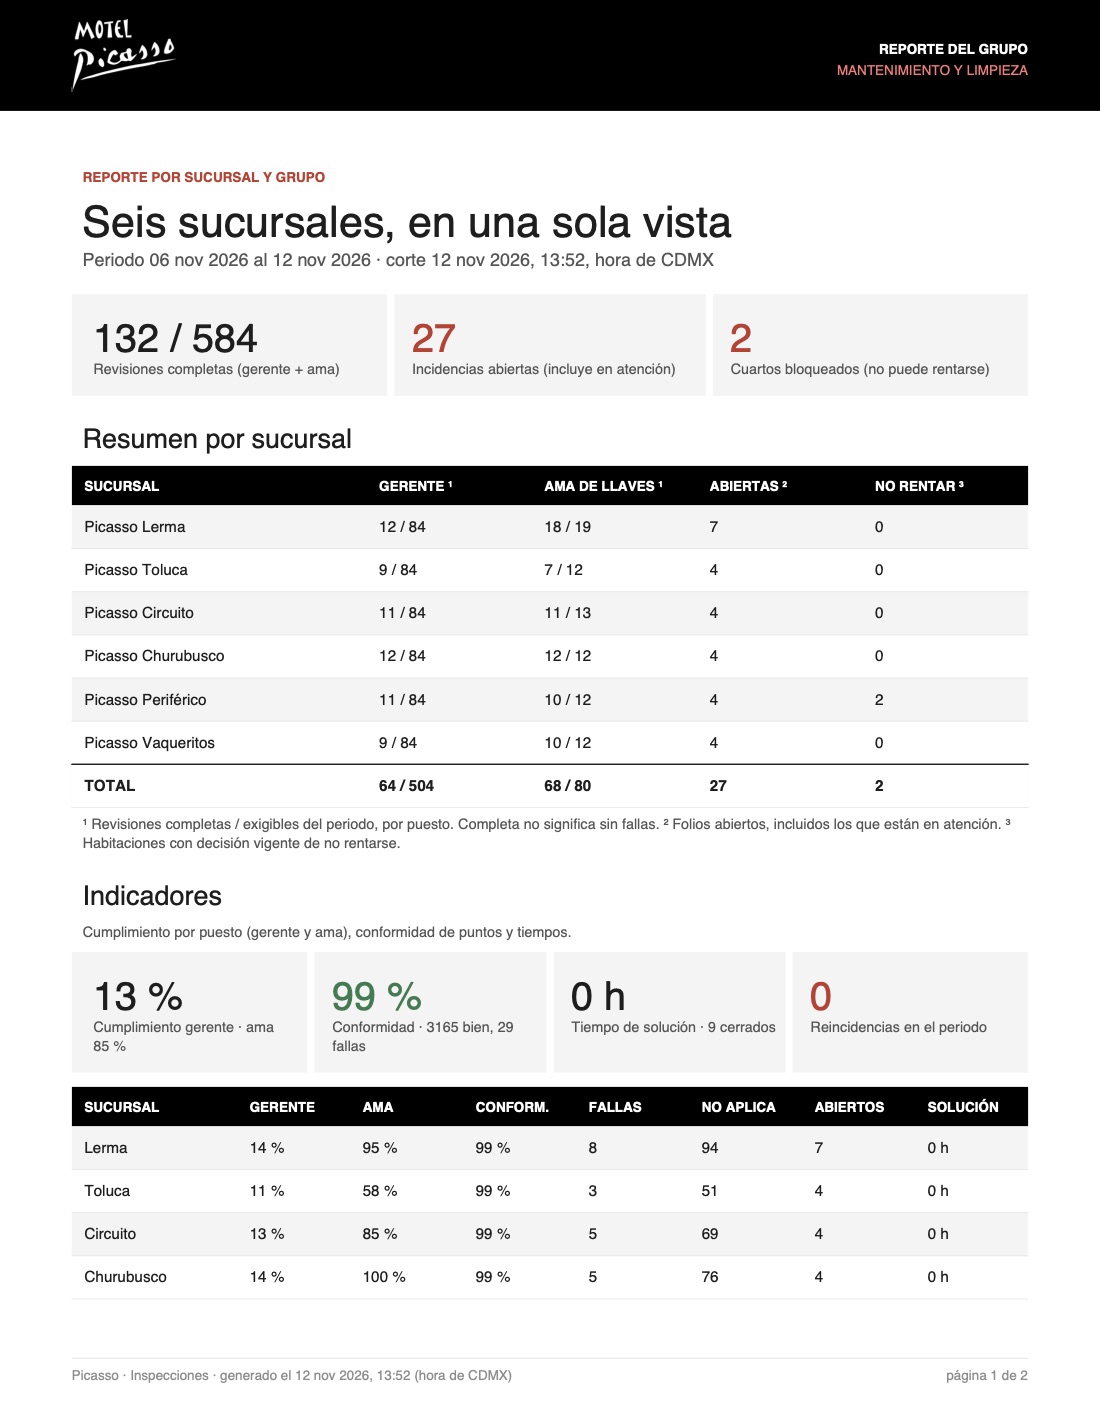 MOTEL
Picasso
REPORTE DEL GRUPO
MANTENIMIENTO Y LIMPIEZA
REPORTE POR SUCURSAL Y GRUPO
Seis sucursales, en una sola vista
Periodo 06 nov 2026 al 12 nov 2026 · corte 12 nov 2026, 13:52, hora de CDMX
132 / 584
Revisiones completas (gerente + ama)
27
Incidencias abiertas (incluye en atención)
2
Cuartos bloqueados (no puede rentarse)
Resumen por sucursal
SUCURSAL GERENTE ¹ AMA DE LLAVES ¹ ABIERTAS ² NO RENTAR ³
Picasso Lerma 12 / 84 18 / 19 7 0
Picasso Toluca 9 / 84 7 / 12 4 0
Picasso Circuito 11 / 84 11 / 13 4 0
Picasso Churubusco 12 / 84 12 / 12 4 0
Picasso Periférico 11 / 84 10 / 12 4 2
Picasso Vaqueritos 9 / 84 10 / 12 4 0
TOTAL 64 / 504 68 / 80 27 2
¹ Revisiones completas / exigibles del periodo, por puesto. Completa no significa sin fallas. ² Folios abiertos, incluidos los que están en atención. ³
Habitaciones con decisión vigente de no rentarse.
Indicadores
Cumplimiento por puesto (gerente y ama), conformidad de puntos y tiempos.
13 %
Cumplimiento gerente · ama
85 %
99 %
Conformidad · 3165 bien, 29
fallas
0 h
Tiempo de solución · 9 cerrados
0
Reincidencias en el periodo
SUCURSAL GERENTE AMA CONFORM. FALLAS NO APLICA ABIERTOS SOLUCIÓN
Lerma 14 % 95 % 99 % 8 94 7 0 h
Toluca 11 % 58 % 99 % 3 51 4 0 h
Circuito 13 % 85 % 99 % 5 69 4 0 h
Churubusco 14 % 100 % 99 % 5 76 4 0 h
Picasso · Inspecciones · generado el 12 nov 2026, 13:52 (hora de CDMX)
página 1 de 2